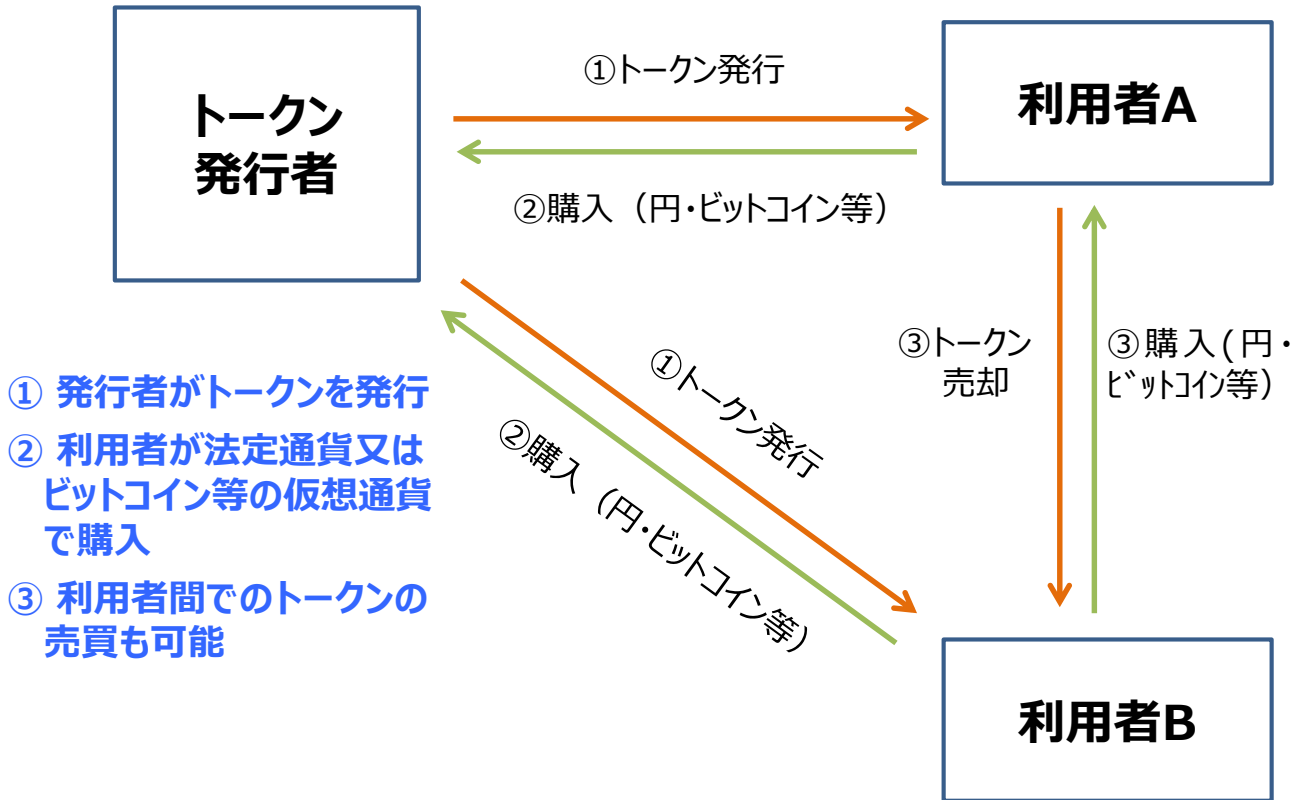 トークン
発行者
①トークン発行
②購入（円・ビットコイン等）
利用者A
①トークン発行
②購入（円・ビットコイン等）
③トークン
売却
③購入(円・
ﾋﾞｯﾄｺｲﾝ等）
① 発行者がトークンを発行
② 利用者が法定通貨又は
ビットコイン等の仮想通貨
で購入
③ 利用者間でのトークンの
売買も可能
利用者B